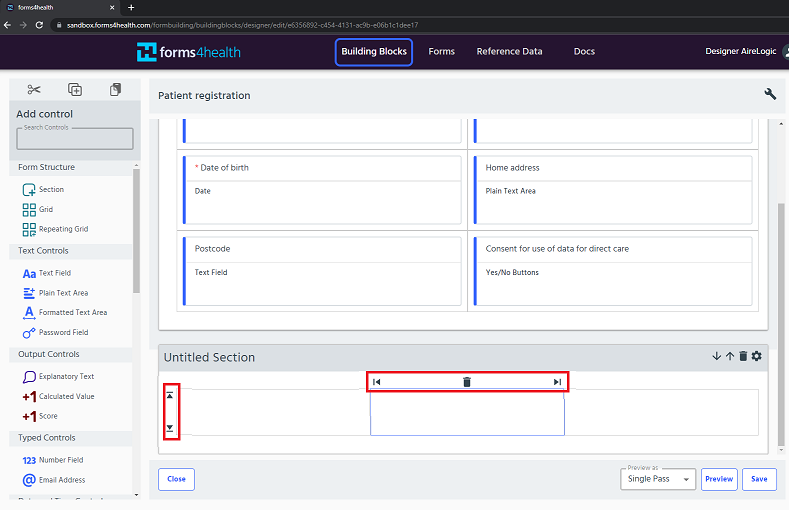 forms4health
sandbox.forms4health.com/formbuilding/buildingblocks/designer/edit/e6356892-c454-4131-ac9b-e06b1c1dee17
forms4health
Building Blocks
Forms
Reference Data
Docs
Designer AireLogic
Patient registration
Add control
Search Controls
Form Structure
Section
Grid
Repeating Grid
Text Controls
Aa Text Field
Plain Text Area
A Formatted Text Area
Password Field
Output Controls
Explanatory Text
+1 Calculated Value
+1 Score
Typed Controls
123 Number Field
@ Email Address
* Date of birth
Date
Home address
Plain Text Area
Postcode
Text Field
Consent for use of data for direct care
Yes/No Buttons
Untitled Section
Close
Preview as
Single Pass
Preview
Save